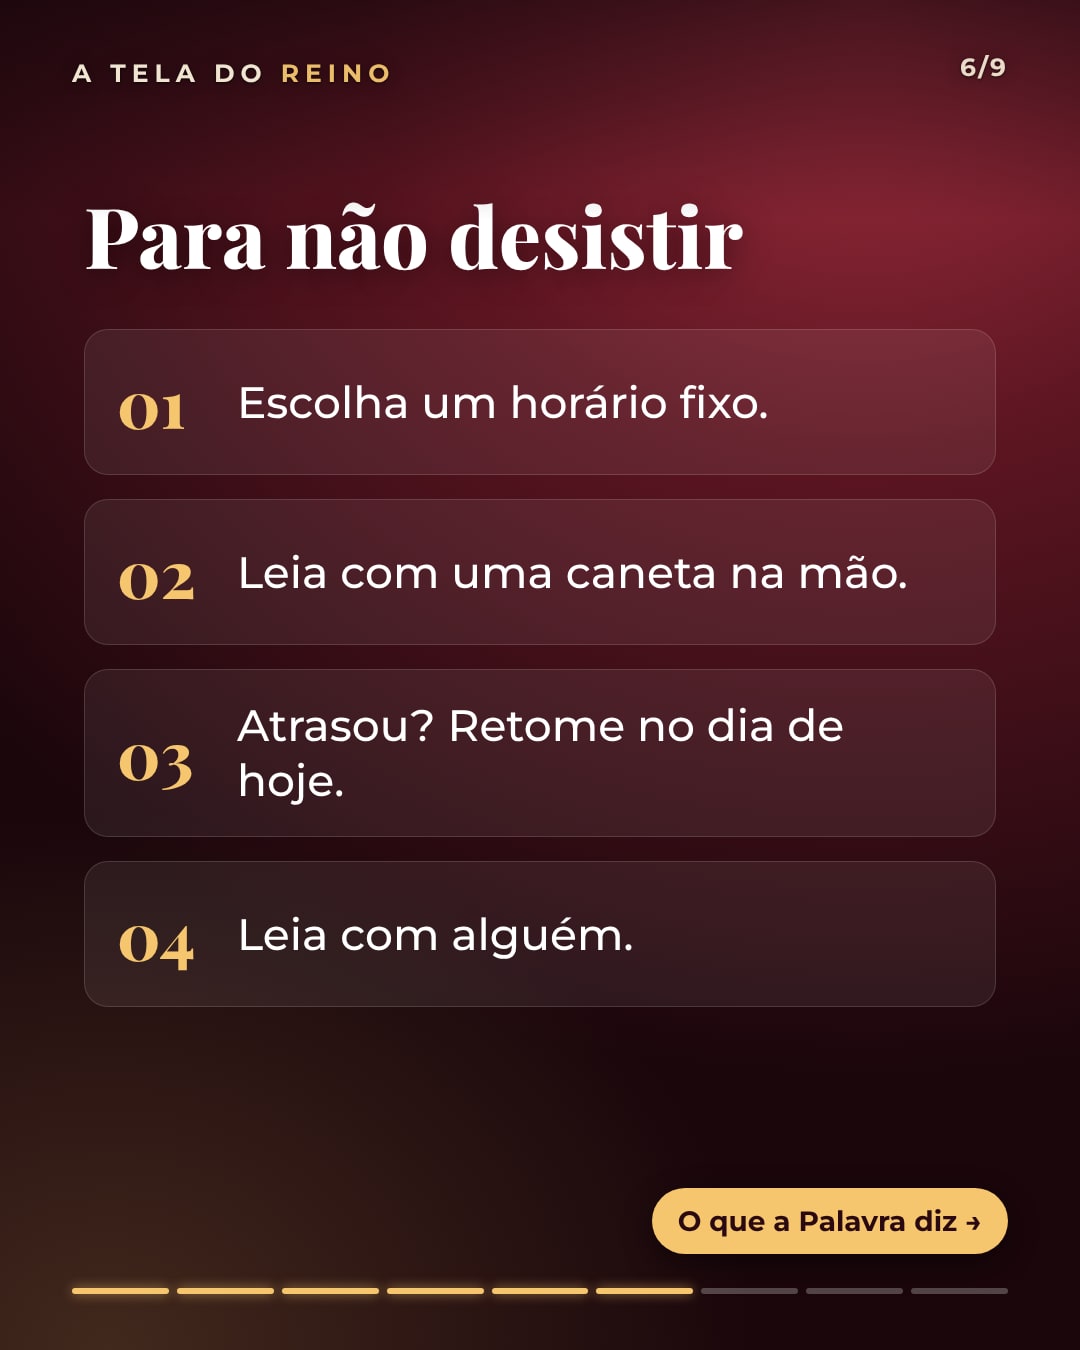 A TELA DO REINO
6/9
Para não desistir
01 Escolha um horário fixo.
02 Leia com uma caneta na mão.
03 Atrasou? Retome no dia de
hoje.
04 Leia com alguém.
O que a Palavra diz →